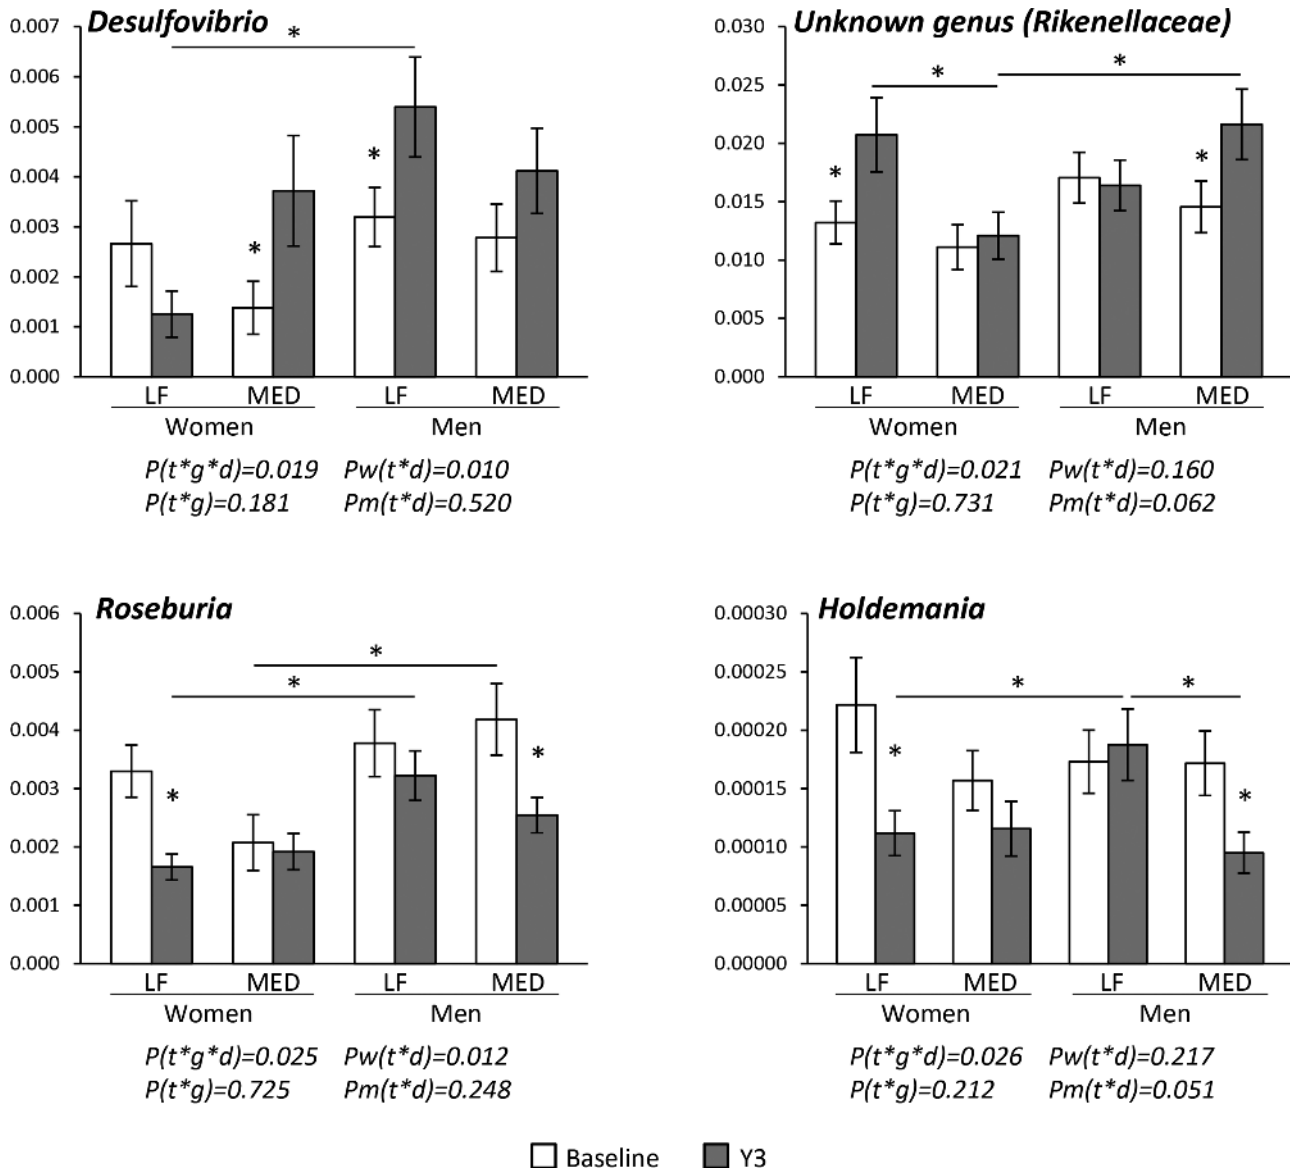 Desulfovibrio
0.007
0.006
0.005
0.004
0.003
0.002
0.001
0.000
*
*
*
LF MED LF MED
Women Men
P(t*g*d)=0.019 Pw(t*d)=0.010
P(t*g)=0.181 Pm(t*d)=0.520
Unknown genus (Rikenellaceae)
0.030
0.025
0.020
0.015
0.010
0.005
0.000
*
*
*
*
LF MED LF MED
Women Men
P(t*g*d)=0.021 Pw(t*d)=0.160
P(t*g)=0.731 Pm(t*d)=0.062
Roseburia
0.006
0.005
0.004
0.003
0.002
0.001
0.000
*
*
*
*
LF MED LF MED
Women Men
P(t*g*d)=0.025 Pw(t*d)=0.012
P(t*g)=0.725 Pm(t*d)=0.248
Holdemania
0.00030
0.00025
0.00020
0.00015
0.00010
0.00005
0.00000
*
*
*
*
LF MED LF MED
Women Men
P(t*g*d)=0.026 Pw(t*d)=0.217
P(t*g)=0.212 Pm(t*d)=0.051
Baseline Y3